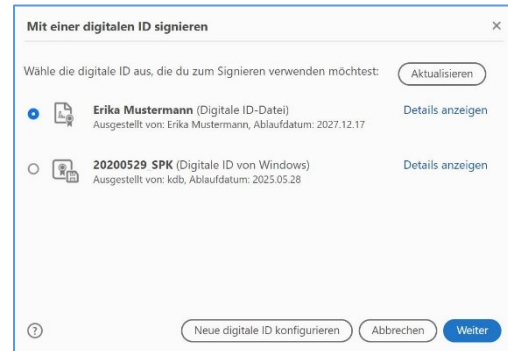 Mit einer digitalen ID signieren
Wähle die digitale ID aus, die du zum Signieren verwenden möchtest:
Aktualisieren
Erika Mustermann (Digitale ID-Datei)
Details anzeigen
Ausgestellt von: Erika Mustermann, Ablaufdatum: 2027.12.17
20200529_SPK (Digitale ID von Windows)
Details anzeigen
Ausgestellt von: kdb, Ablaufdatum: 2025.05.28
Neue digitale ID konfigurieren
Abbrechen
Weiter